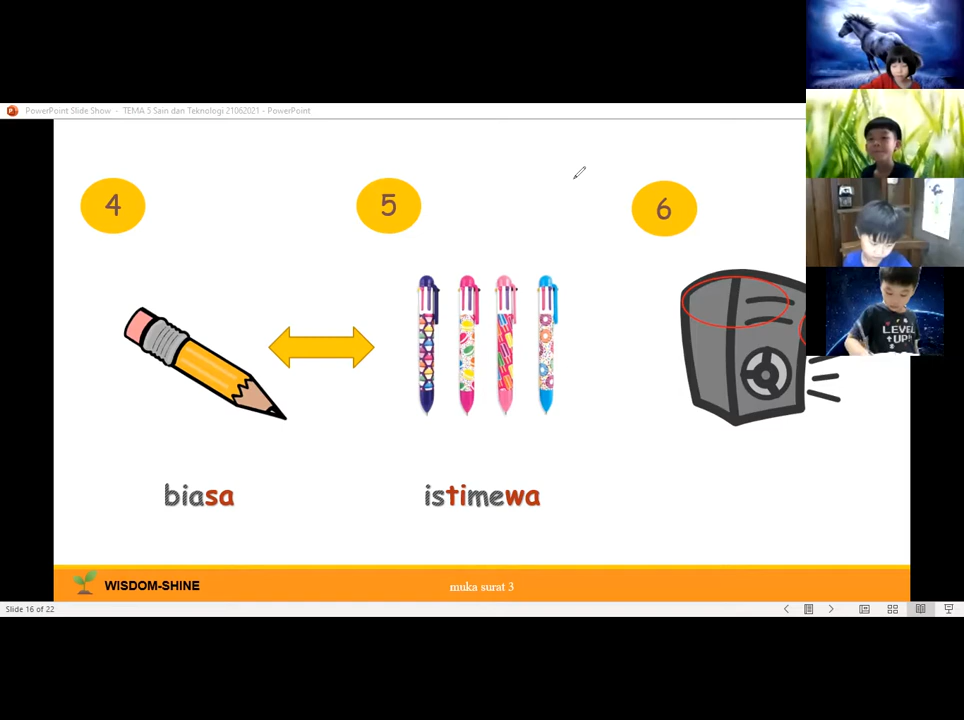 PowerPoint Slide Show - TEMA 5 Sain dan Teknologi 21062021 - PowerPoint
4
5
6
biasa
istimewa
LEVEL
UP!
WISDOM-SHINE
muka surat 3
Slide 16 of 22